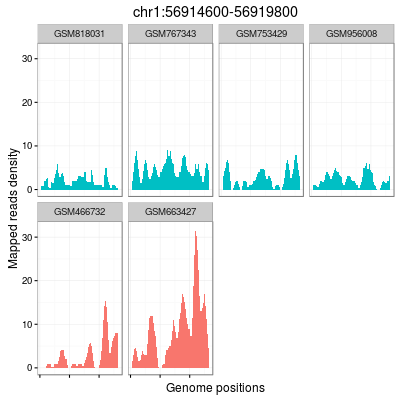 chr1:56914600-56919800
GSM818031 GSM767343 GSM753429 GSM956008
30
20
10
0
GSM466732 GSM663427
30
20
10
0
Mapped reads density
Genome positions